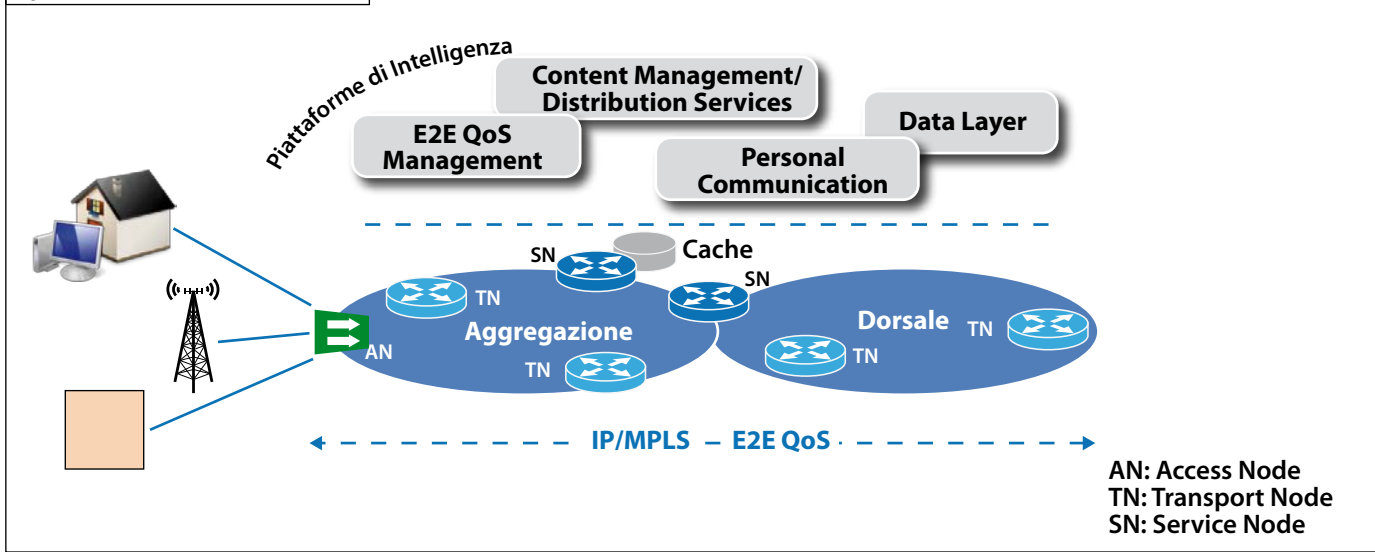 Piattaforme di Intelligenza
Content Management/
Distribution Services
Data Layer
E2E QoS
Management
Personal
Communication
Cache
SN
SN
TN
Aggregazione
Dorsale
TN
AN
TN
TN
IP/MPLS – E2E QoS
AN: Access Node
TN: Transport Node
SN: Service Node